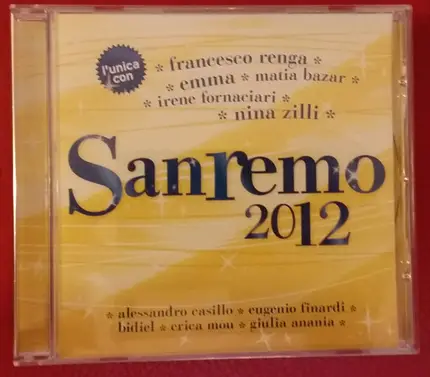 l'unica
con
* francesco renga *
* emma * matia bazar *
* irene fornaciari *
* nina zilli *
Sanremo
2012
* alessandro casillo * eugenio finardi *
bidiel * erica mou * giulia anania *